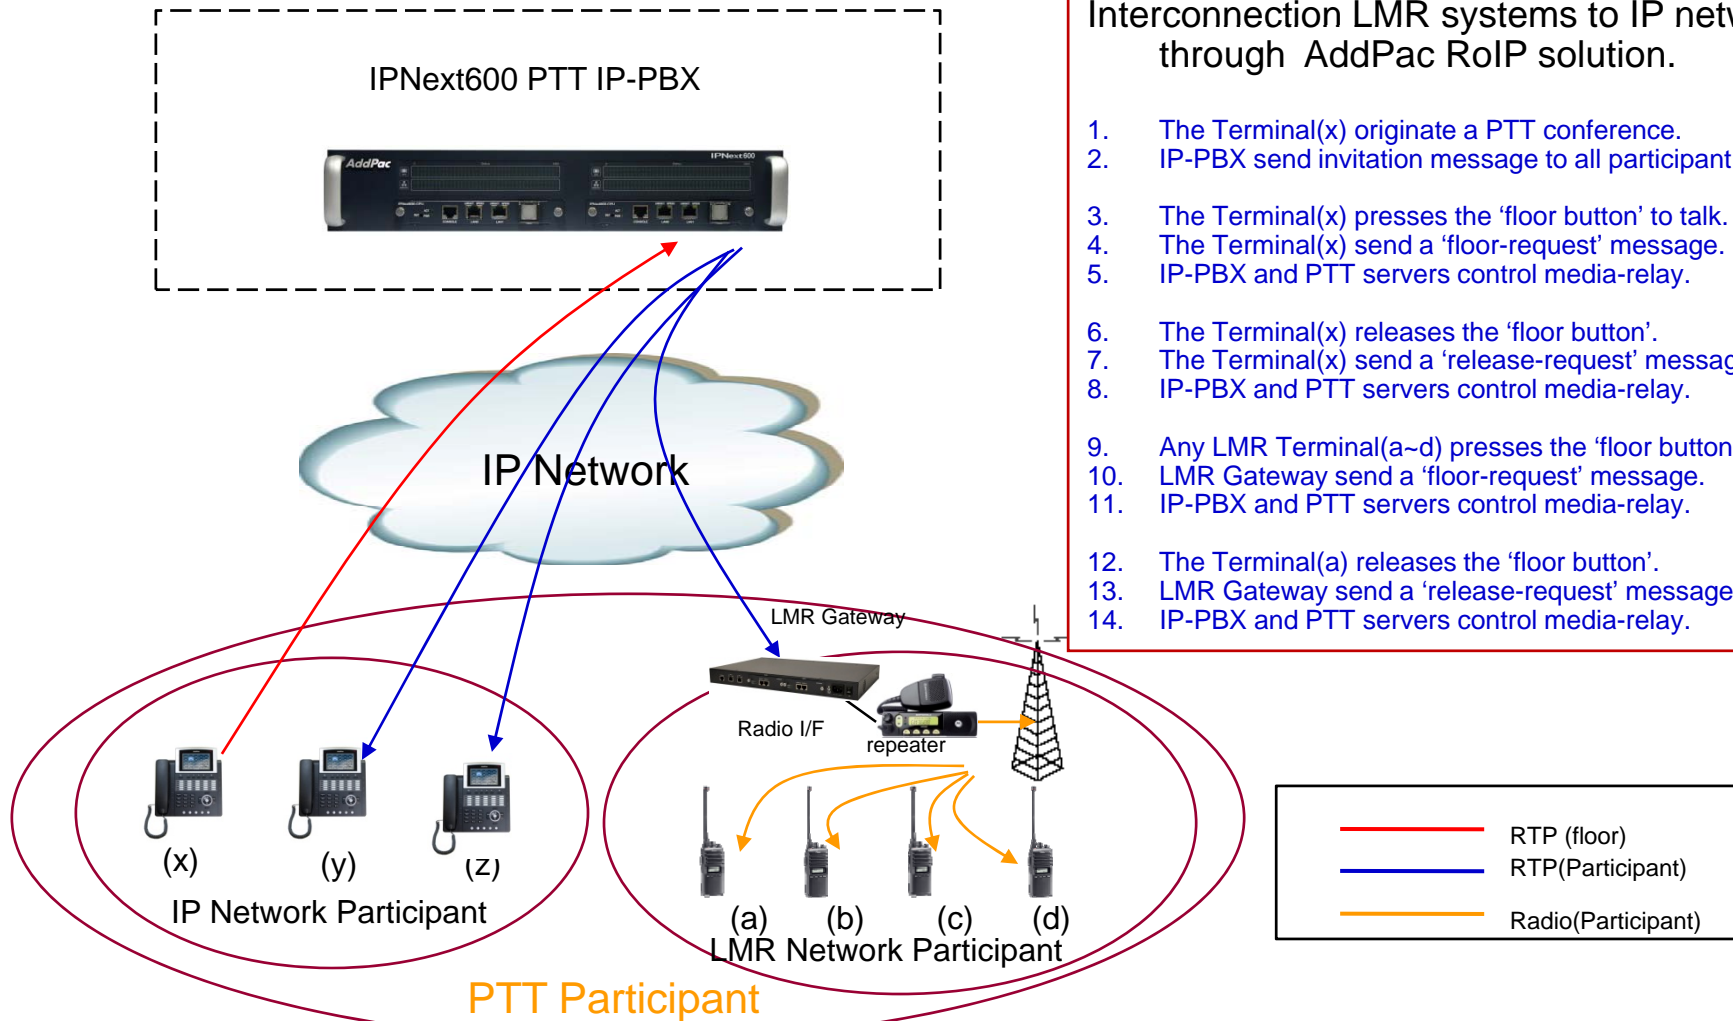 Interconnection LMR systems to IP netw
through AddPac RoIP solution.
IPNext600 PTT IP-PBX
AddPac
IPNext600
1. The Terminal(x) originate a PTT conference.
2. IP-PBX send invitation message to all participant
3. The Terminal(x) presses the ‘floor button’ to talk.
4. The Terminal(x) send a ‘floor-request’ message.
5. IP-PBX and PTT servers control media-relay.
6. The Terminal(x) releases the ‘floor button’.
7. The Terminal(x) send a ‘release-request’ messag
8. IP-PBX and PTT servers control media-relay.
9. Any LMR Terminal(a~d) presses the ‘floor button
10. LMR Gateway send a ‘floor-request’ message.
11. IP-PBX and PTT servers control media-relay.
12. The Terminal(a) releases the ‘floor button’.
13. LMR Gateway send a ‘release-request’ message
14. IP-PBX and PTT servers control media-relay.
IP Network
LMR Gateway
Radio I/F
repeater
(x)
(y)
(z)
IP Network Participant
(a)
(b)
(c)
(d)
LMR Network Participant
PTT Participant
RTP (floor)
RTP(Participant)
Radio(Participant)